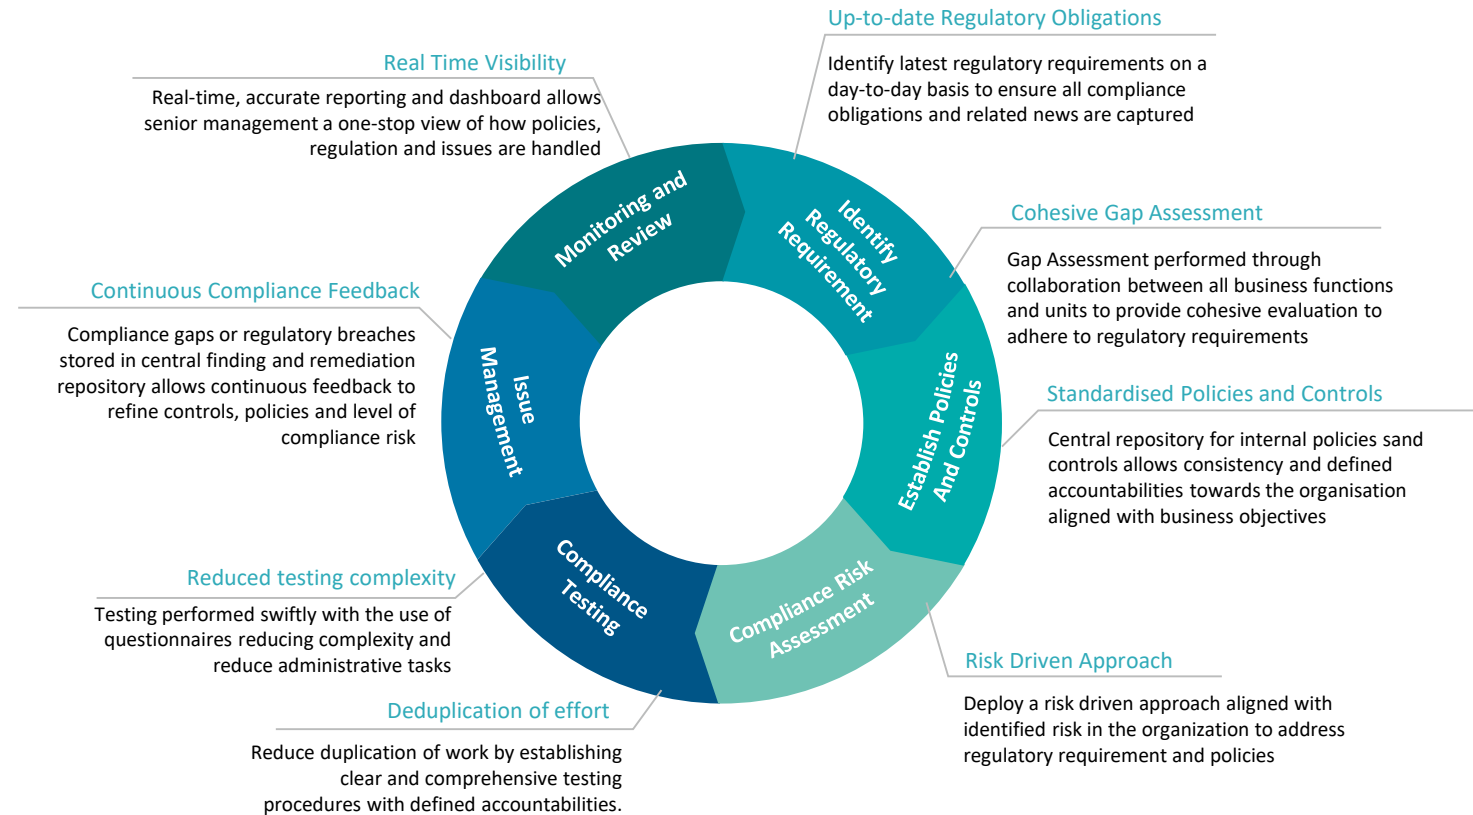 Up-to-date Regulatory Obligations
Identify latest regulatory requirements on a
day-to-day basis to ensure all compliance
obligations and related news are captured
Real Time Visibility
Real-time, accurate reporting and dashboard allows
senior management a one-stop view of how policies,
regulation and issues are handled
Monitoring and
Review
Identify
Regulatory
Requirement
Cohesive Gap Assessment
Gap Assessment performed through
collaboration between all business functions
and units to provide cohesive evaluation to
adhere to regulatory requirements
Continuous Compliance Feedback
Compliance gaps or regulatory breaches
stored in central finding and remediation
repository allows continuous feedback to
refine controls, policies and level of
compliance risk
Issue
Management
Establish Policies
And Controls
Standardised Policies and Controls
Central repository for internal policies sand
controls allows consistency and defined
accountabilities towards the organisation
aligned with business objectives
Reduced testing complexity
Testing performed swiftly with the use of
questionnaires reducing complexity and
reduce administrative tasks
Compliance
Testing
Compliance Risk
Assessment
Risk Driven Approach
Deploy a risk driven approach aligned with
identified risk in the organization to address
regulatory requirement and policies
Deduplication of effort
Reduce duplication of work by establishing
clear and comprehensive testing
procedures with defined accountabilities.